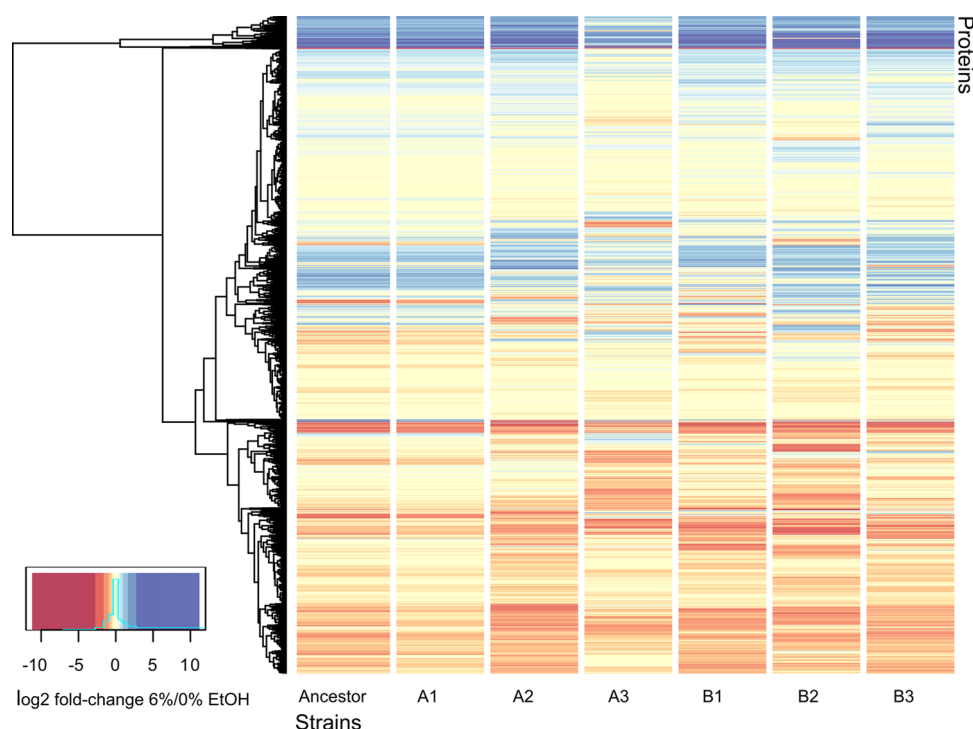 Proteins
-10 -5 0 5 10
log2 fold-change 6%/0% EtOH
Ancestor A1 A2 A3 B1 B2 B3
Strains